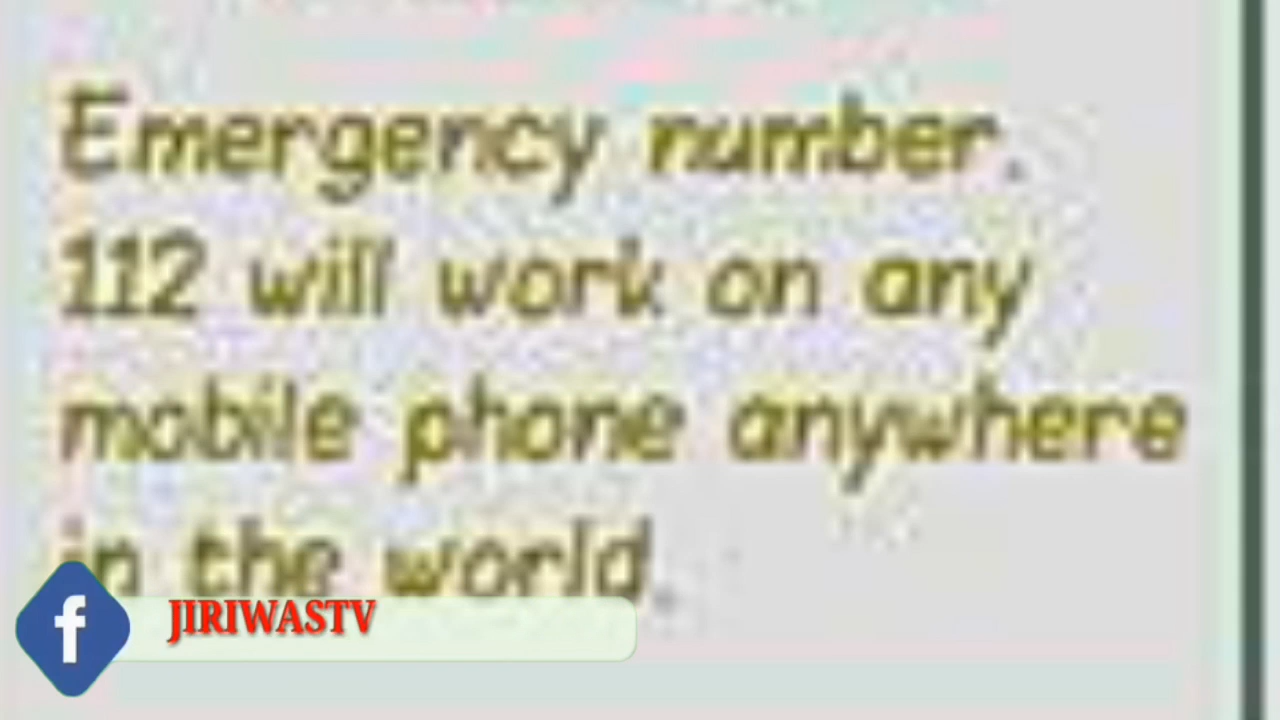 Emergency number.
112 will work on any
mobile phone anywhere
in the world.
f
JIRIWASTV